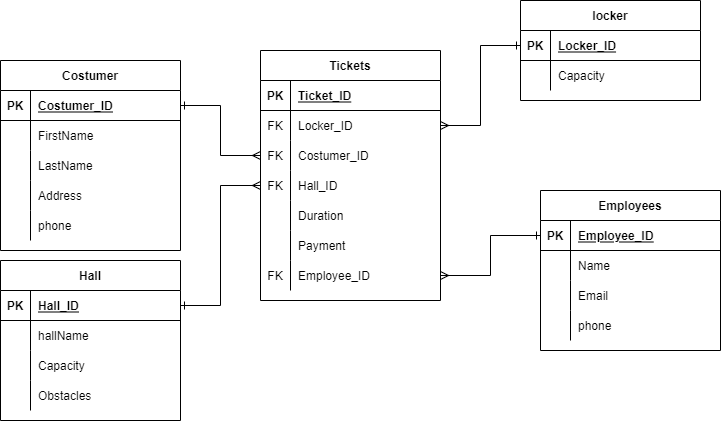 Costumer
PK Costumer_ID
FirstName
LastName
Address
phone
Hall
PK Hall_ID
hallName
Capacity
Obstacles
Tickets
PK Ticket_ID
FK Locker_ID
FK Costumer_ID
FK Hall_ID
Duration
Payment
FK Employee_ID
locker
PK Locker_ID
Capacity
Employees
PK Employee_ID
Name
Email
phone